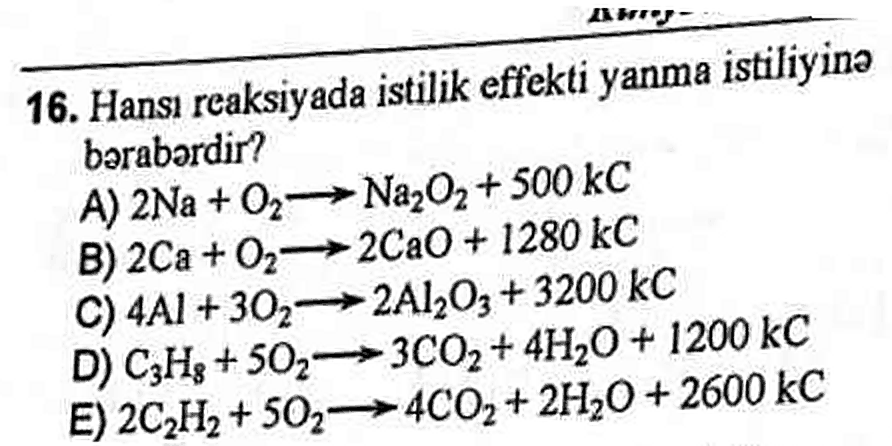 16. Hansı reaksiyada istilik effekti yanma istiliyinə
bərabərdir?
A) 2Na + O₂ ⟶ Na₂O₂ + 500 kC
B) 2Ca + O₂ ⟶ 2CaO + 1280 kC
C) 4Al + 3O₂ ⟶ 2Al₂O₃ + 3200 kC
D) C₃H₈ + 5O₂ ⟶ 3CO₂ + 4H₂O + 1200 kC
E) 2C₂H₂ + 5O₂ ⟶ 4CO₂ + 2H₂O + 2600 kC